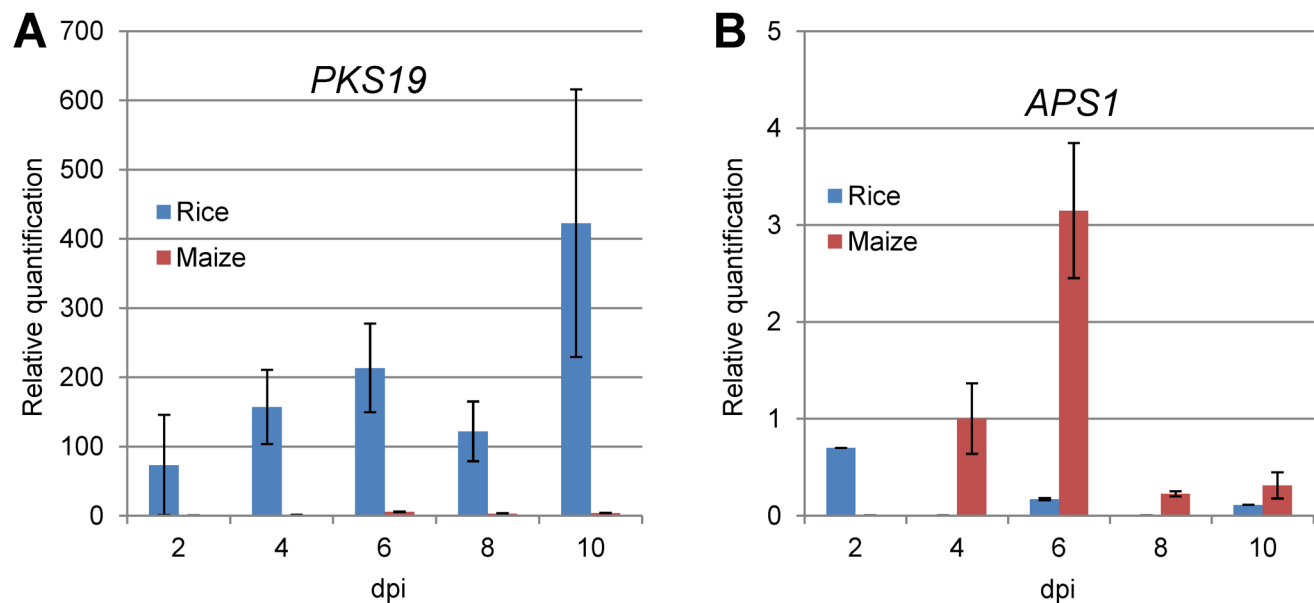 A
PKS19
Relative quantification
700
600
500
400
300
200
100
0
Rice
Maize
2 4 6 8 10
dpi
B
APS1
Relative quantification
5
4
3
2
1
0
Rice
Maize
2 4 6 8 10
dpi